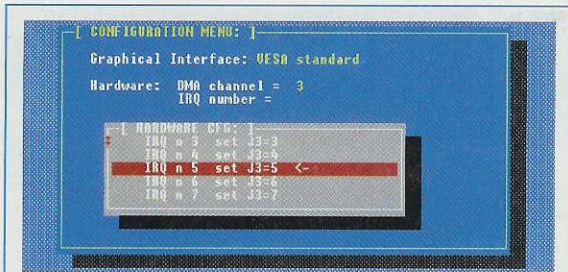 [ CONFIGURATION MENU: ]
Graphical Interface: VESA standard
Hardware: DMA channel = 3
IRQ number =
[ HARDWARE CFG: ]
IRQ n 3 set J3=3
IRQ n 4 set J3=4
IRQ n 5 set J3=5 <-
IRQ n 6 set J3=6
IRQ n 7 set J3=7